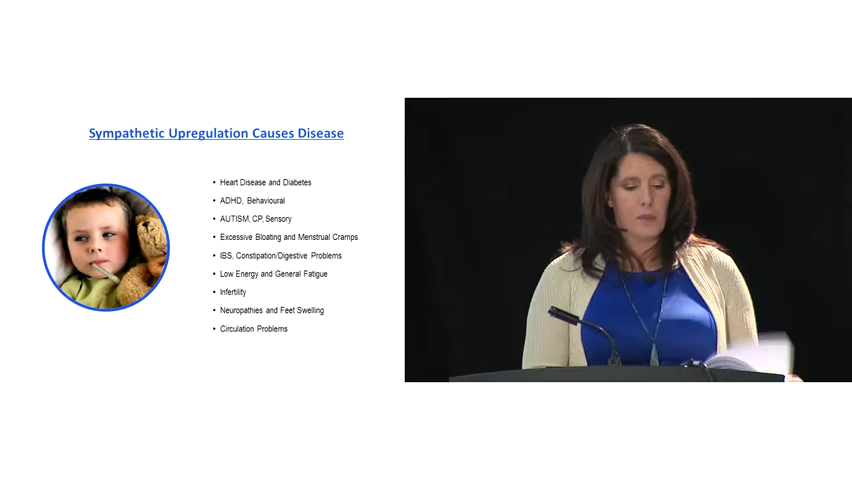 Sympathetic Upregulation Causes Disease
• Heart Disease and Diabetes
• ADHD, Behavioural
• AUTISM, CP, Sensory
• Excessive Bloating and Menstrual Cramps
• IBS, Constipation/Digestive Problems
• Low Energy and General Fatigue
• Infertility
• Neuropathies and Feet Swelling
• Circulation Problems